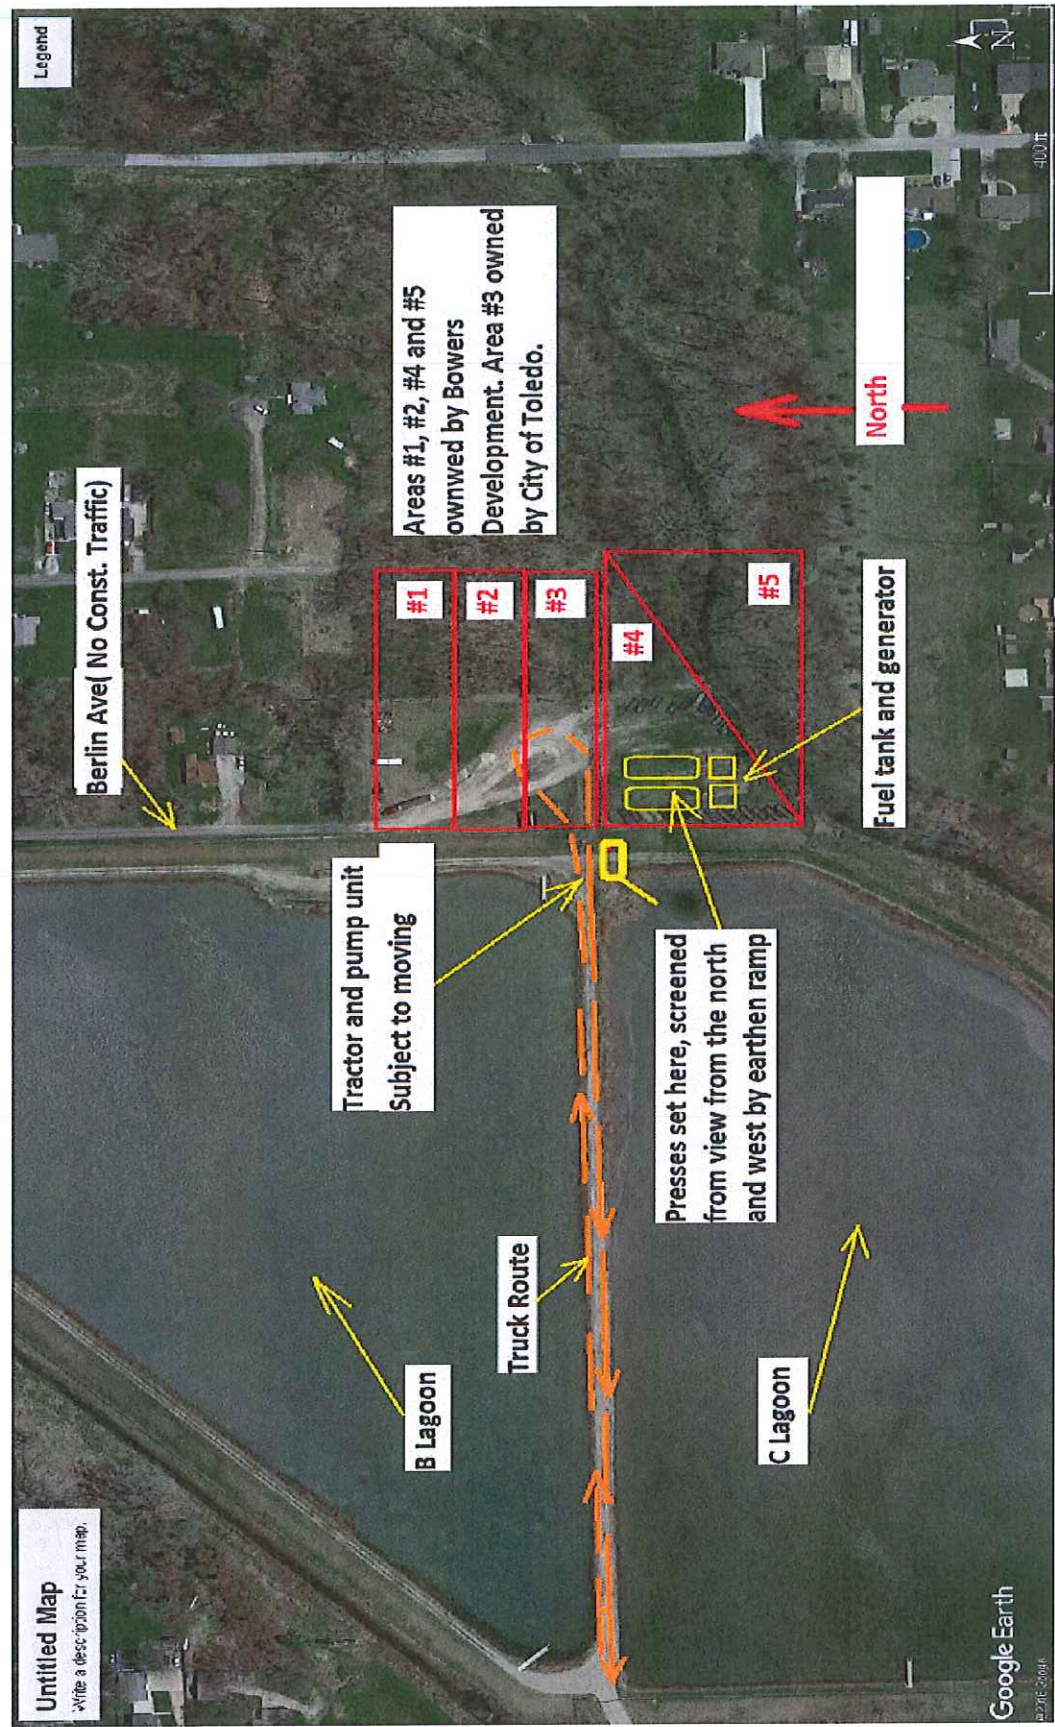 Untitled Map
Write a description for your map.
Legend
Berlin Ave( No Const. Traffic)
Tractor and pump unit
Subject to moving
Areas #1, #2, #4 and #5
ownwed by Bowers
Development. Area #3 owned
by City of Toledo.
#1
#2
#3
#4
#5
B Lagoon
Truck Route
Presses set here, screened
from view from the north
and west by earthen ramp
C Lagoon
Fuel tank and generator
North
N
400 ft
Google Earth